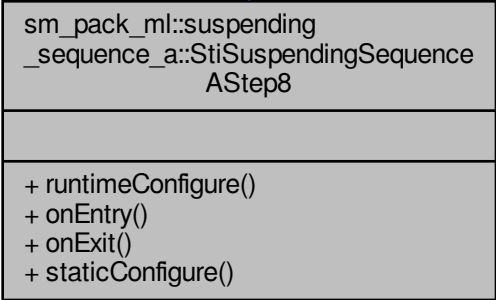 sm_pack_ml::suspending
_sequence_a::StiSuspendingSequence
AStep8
+ runtimeConfigure()
+ onEntry()
+ onExit()
+ staticConfigure()